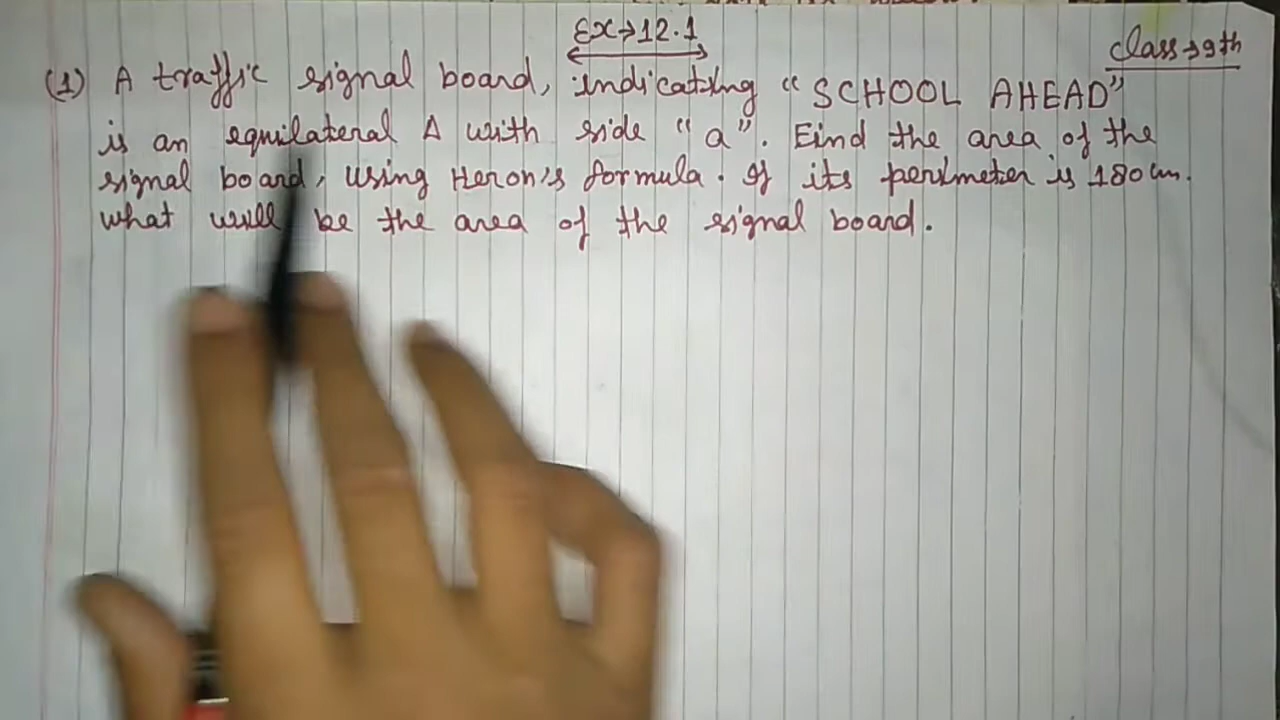 Ex→12.1
Class→9th
(1) A traffic signal board, indicating "SCHOOL AHEAD"
is an equilateral Δ with side "a". Find the area of the
signal board, using Heron's formula. If its perimeter is 180 cm.
what will be the area of the signal board.